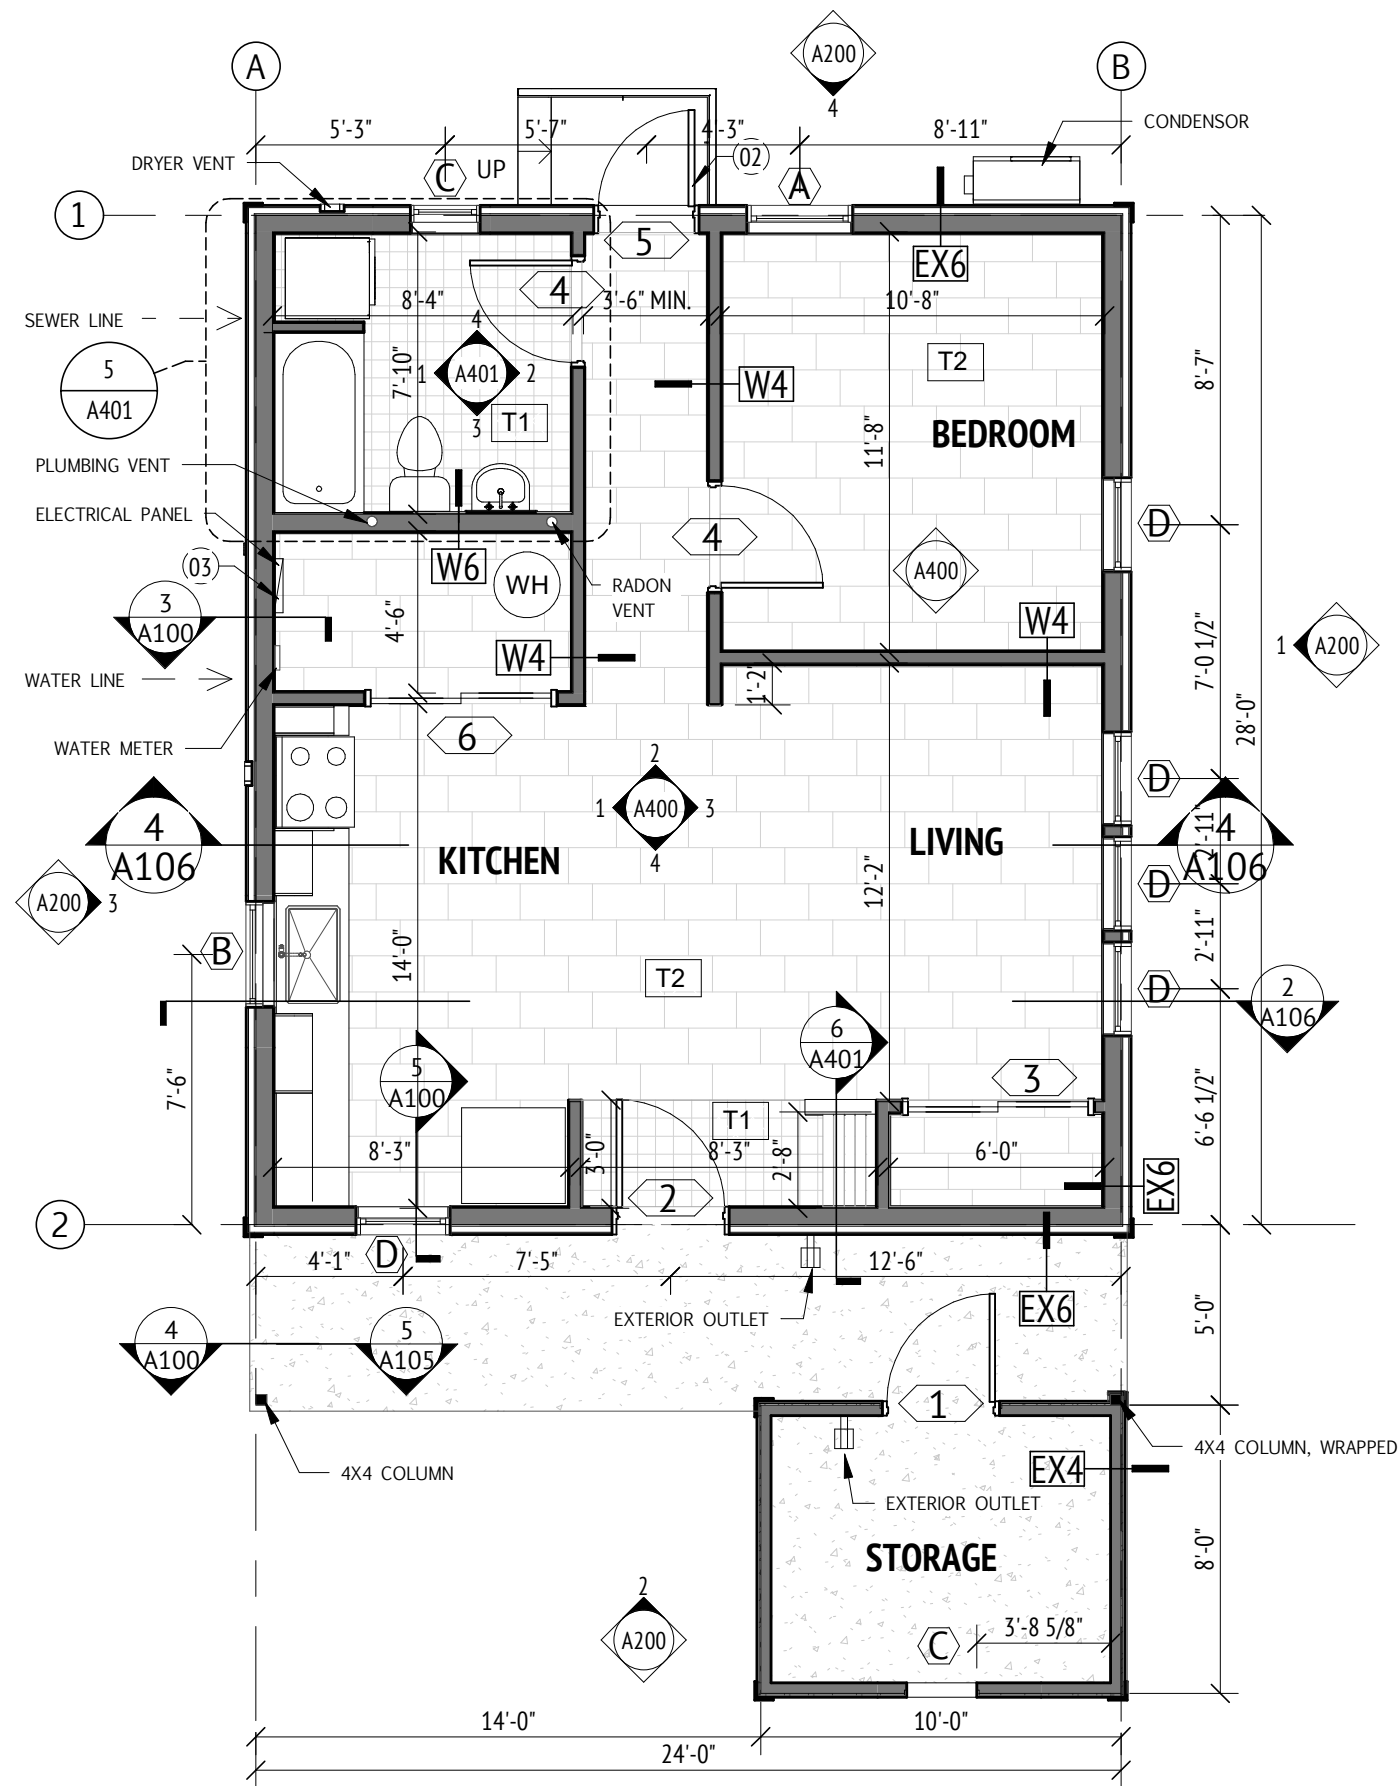 A
B
A200
4
5'-3"
5'-7"
4'-3"
8'-11"
CONDENSOR
DRYER VENT
C
UP
02
A
1
5
EX6
4
8'-4"
3'-6" MIN.
10'-8"
SEWER LINE
5
A401
7'-10"
4
1
A401
2
3
T1
W4
T2
8'-7"
BEDROOM
11'-8"
PLUMBING VENT
ELECTRICAL PANEL
03
W6
WH
RADON
VENT
4
A400
D
3
A100
4'-6"
W4
W4
1
A200
7'-0 1/2"
28'-0"
WATER LINE
1'-2"
WATER METER
6
2
1
A400
3
4
D
4
A106
KITCHEN
LIVING
2'-11"
4
A106
A200
3
12'-2"
D
B
14'-0"
T2
2'-11"
D
2
A106
6
A401
5
A100
3
7'-6"
6'-6 1/2"
T1
8'-3"
3'-0"
8'-3"
2'-8"
6'-0"
EX6
2
2
4'-1"
D
7'-5"
12'-6"
EXTERIOR OUTLET
EX6
5'-0"
4
A100
5
A105
1
4X4 COLUMN
4X4 COLUMN, WRAPPED
EX4
EXTERIOR OUTLET
STORAGE
8'-0"
2
A200
C
3'-8 5/8"
14'-0"
10'-0"
24'-0"